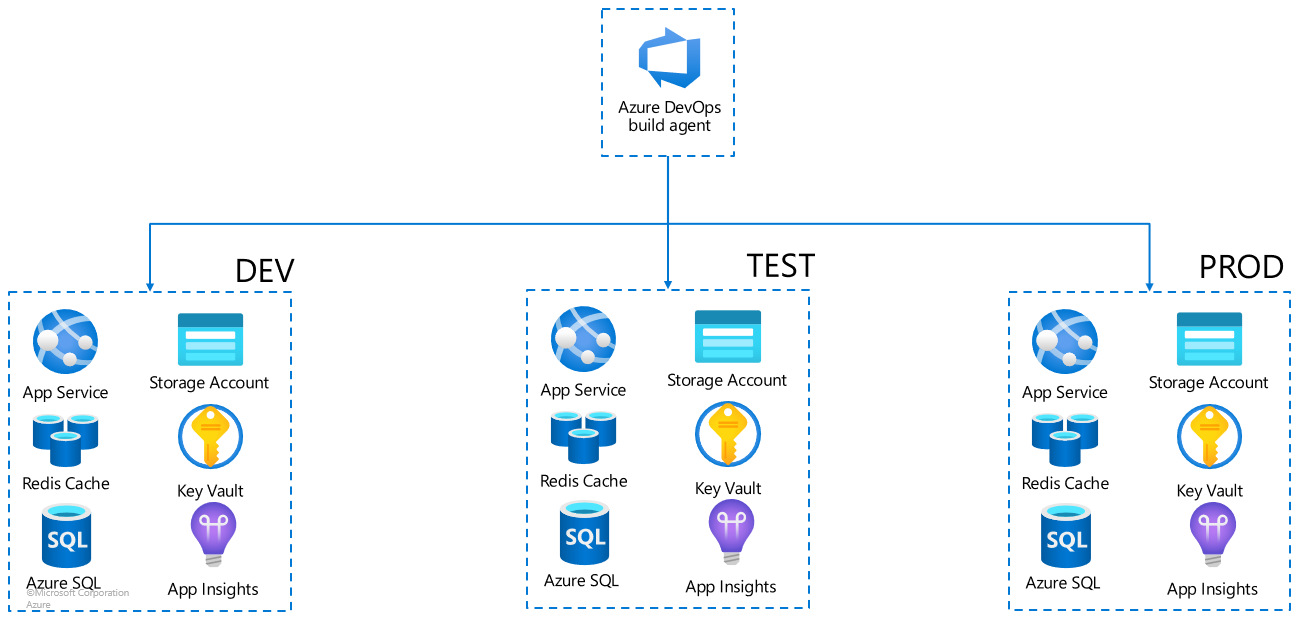 Azure DevOps
build agent
DEV
TEST
PROD
App Service
Storage Account
Redis Cache
Key Vault
SQL
Azure SQL
App Insights
©Microsoft Corporation
Azure
App Service
Storage Account
Redis Cache
Key Vault
SQL
Azure SQL
App Insights
App Service
Storage Account
Redis Cache
Key Vault
SQL
Azure SQL
App Insights